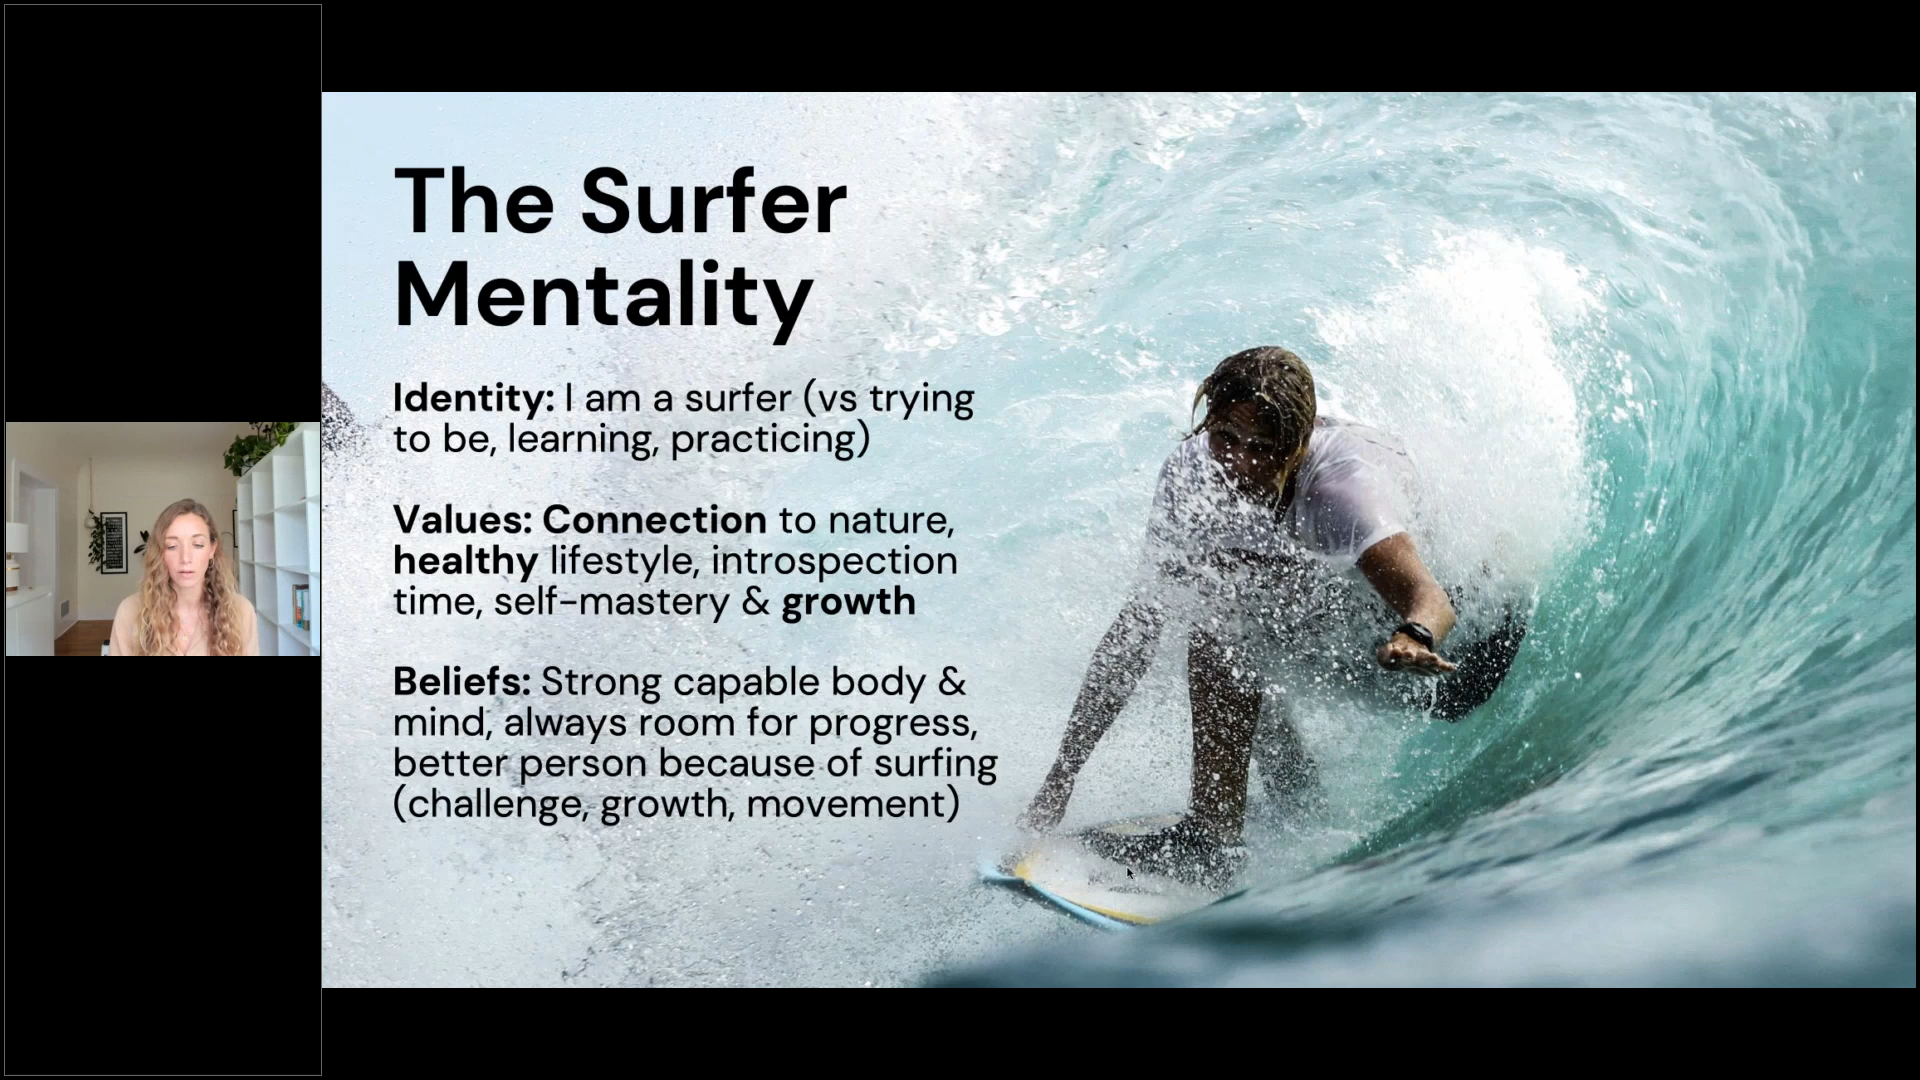 The Surfer
Mentality
Identity: I am a surfer (vs trying
to be, learning, practicing)
Values: Connection to nature,
healthy lifestyle, introspection
time, self-mastery & growth
Beliefs: Strong capable body &
mind, always room for progress,
better person because of surfing
(challenge, growth, movement)